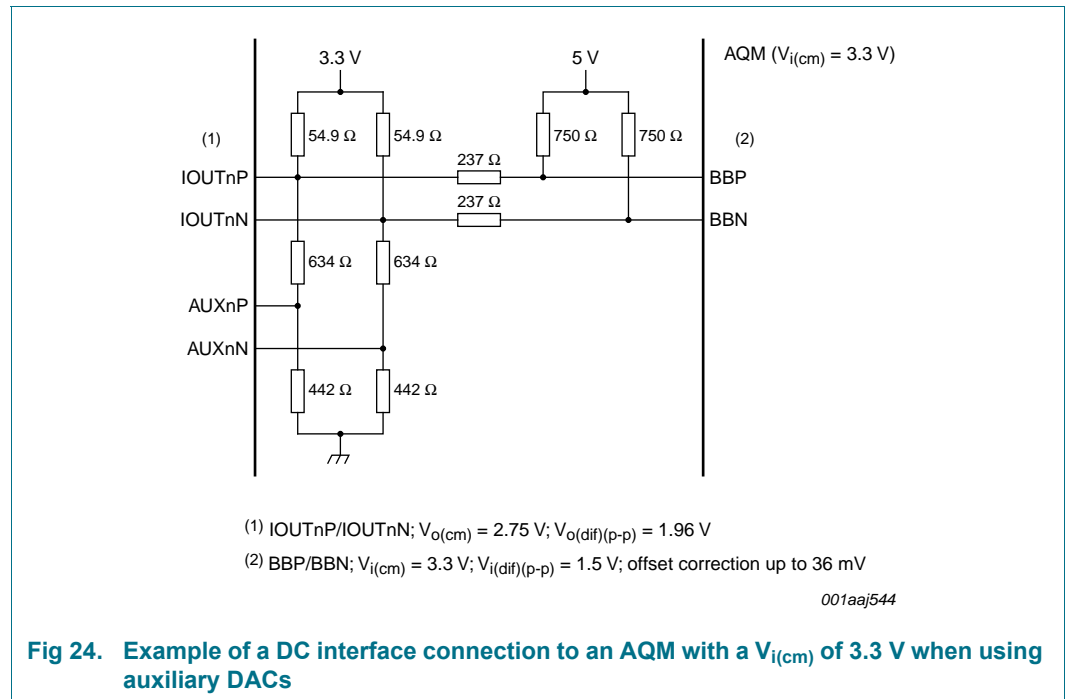 3.3 V
5 V
AQM (Vi(cm) = 3.3 V)
(1)
54.9 Ω
54.9 Ω
750 Ω
750 Ω
(2)
237 Ω
IOUTnP
BBP
237 Ω
IOUTnN
BBN
634 Ω
634 Ω
AUXnP
AUXnN
442 Ω
442 Ω
(1) IOUTnP/IOUTnN; Vo(cm) = 2.75 V; Vo(dif)(p-p) = 1.96 V
(2) BBP/BBN; Vi(cm) = 3.3 V; Vi(dif)(p-p) = 1.5 V; offset correction up to 36 mV
001aaj544
Fig 24. Example of a DC interface connection to an AQM with a Vi(cm) of 3.3 V when using
auxiliary DACs